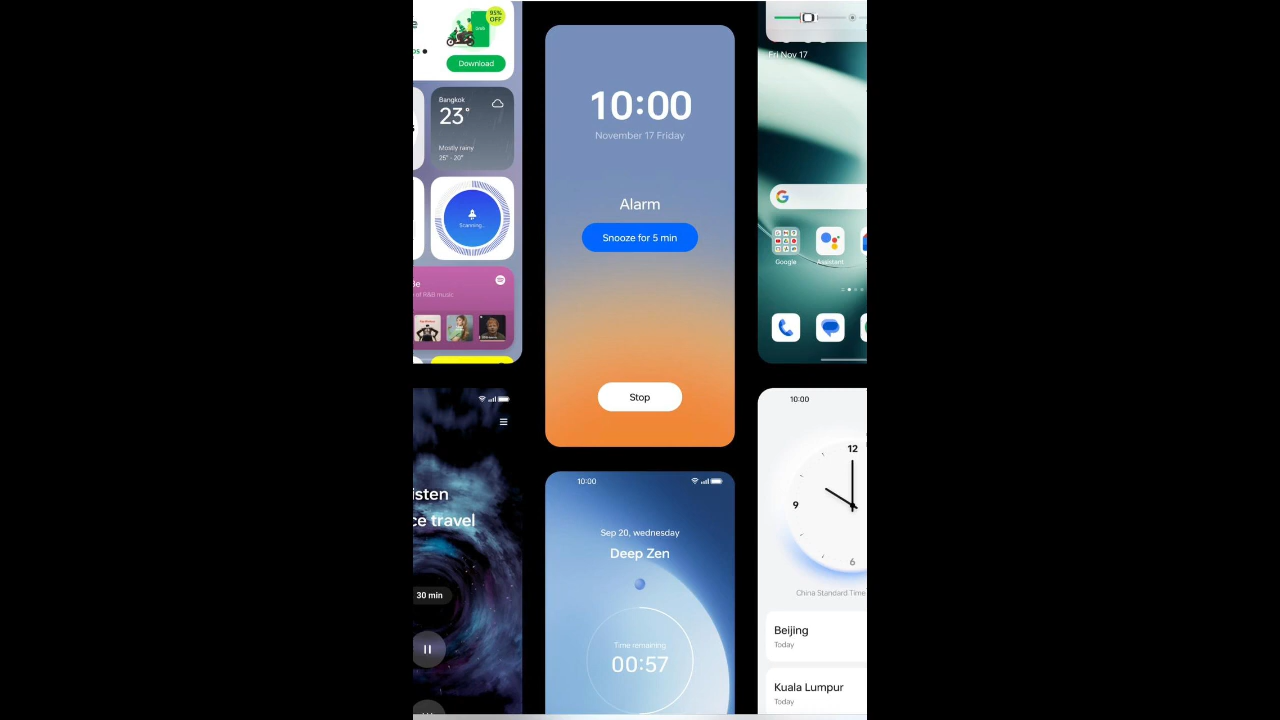 95%
OFF
Download
Bangkok
23°
Mostly rainy
25° - 20°
Scanning...
of R&B music.
10:00
November 17 Friday
Alarm
Snooze for 5 min
Stop
Fri Nov 17
Google
Assistant
isten
ce travel
30 min
10:00
Sep 20, wednesday
Deep Zen
Time remaining
00:57
10:00
12
9
6
China Standard Time
Beijing
Today
Kuala Lumpur
Today